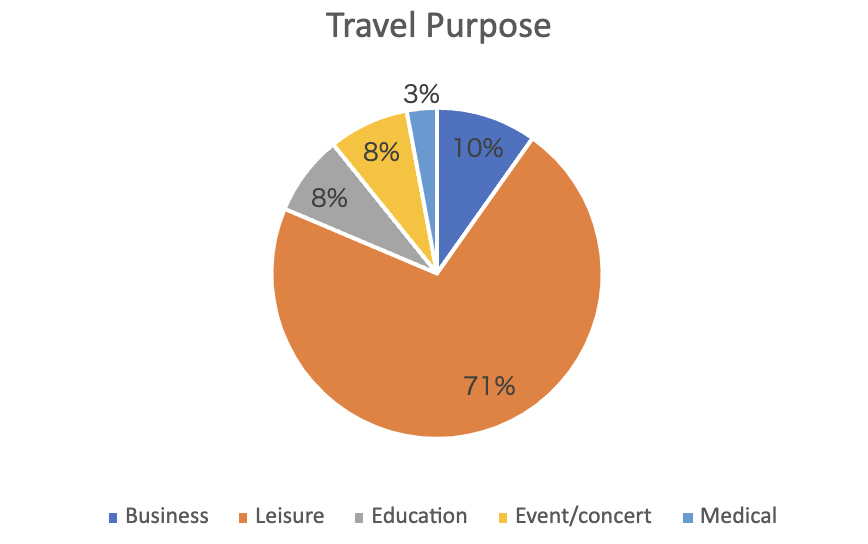 Travel Purpose
3%
10%
8%
8%
71%
Business Leisure Education Event/concert Medical